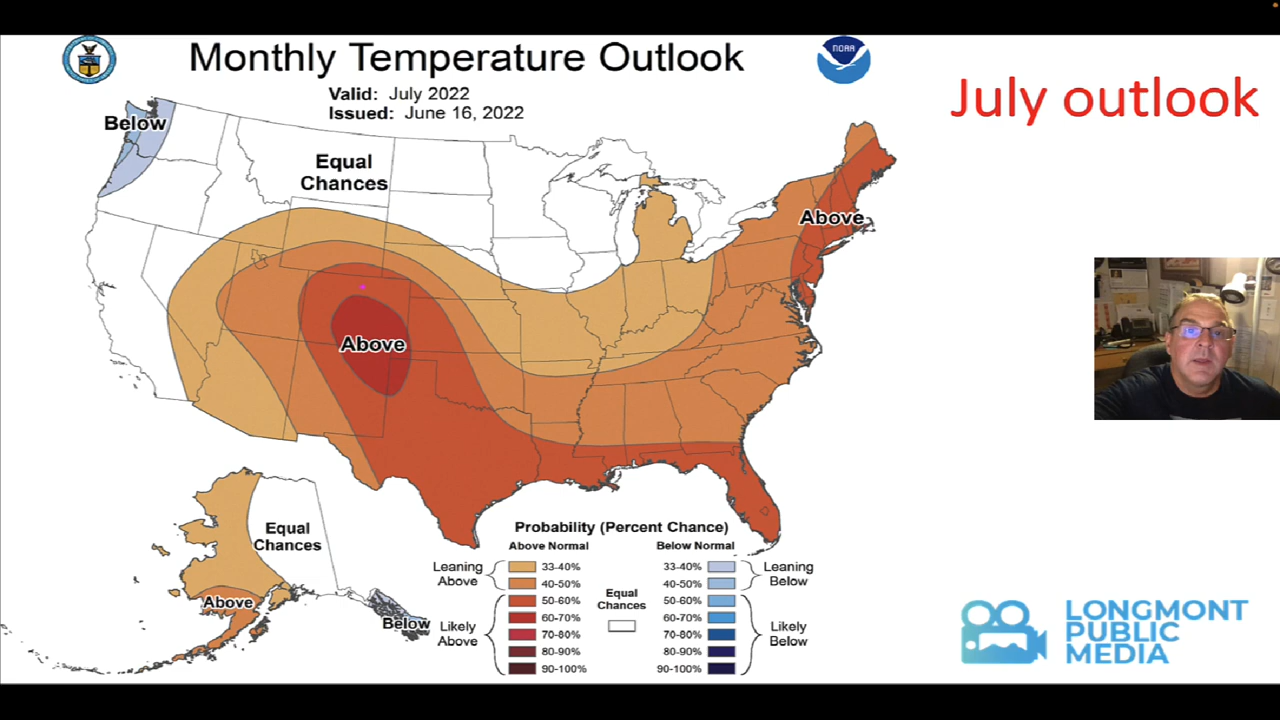 Monthly Temperature Outlook
NOAA
Valid: July 2022
Issued: June 16, 2022
July outlook
Below
Equal
Chances
Above
Above
Equal
Chances
Above
Below
Probability (Percent Chance)
Above Normal
Below Normal
Leaning
Above
33-40%
40-50%
Likely
Above
50-60%
60-70%
70-80%
80-90%
90-100%
Equal
Chances
33-40%
40-50%
Leaning
Below
50-60%
60-70%
70-80%
80-90%
90-100%
Likely
Below
LONGMONT
PUBLIC
MEDIA